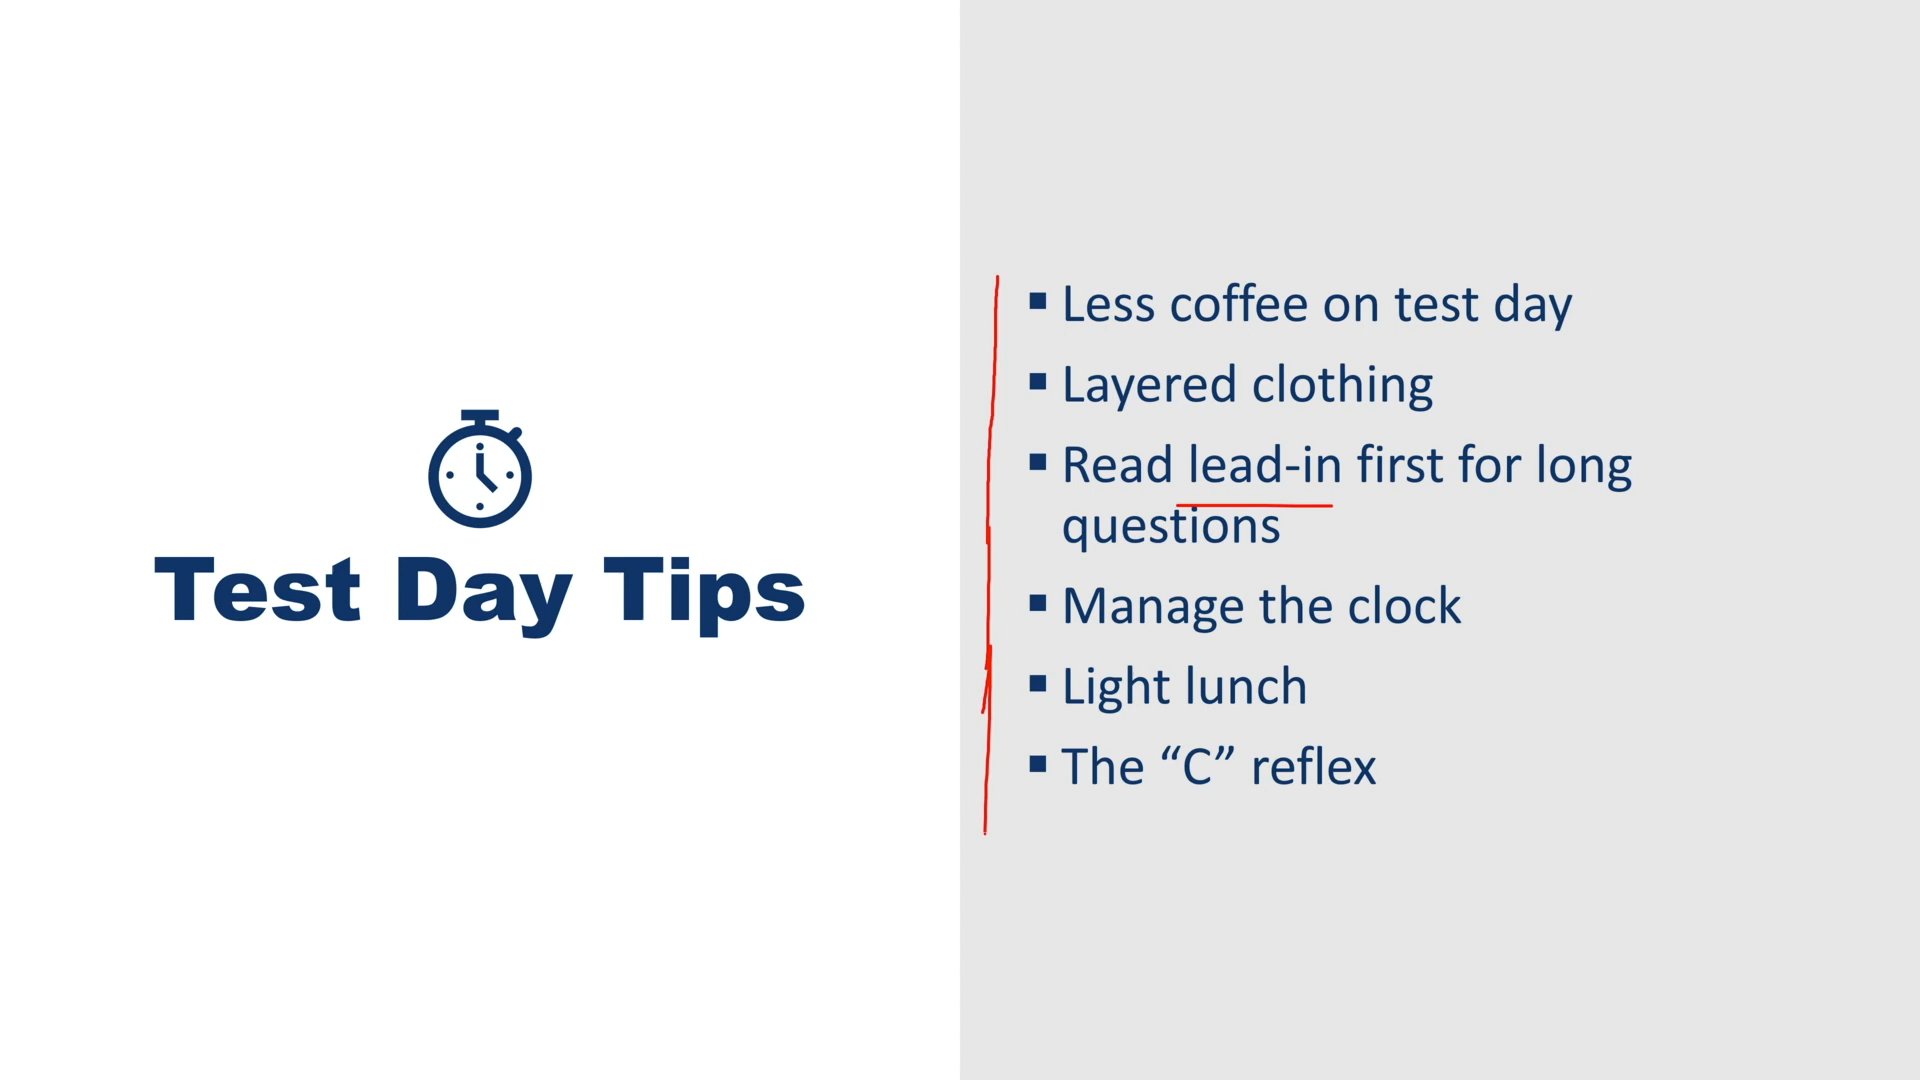 Test Day Tips
▪ Less coffee on test day
▪ Layered clothing
▪ Read lead-in first for long
questions
▪ Manage the clock
▪ Light lunch
▪ The “C” reflex